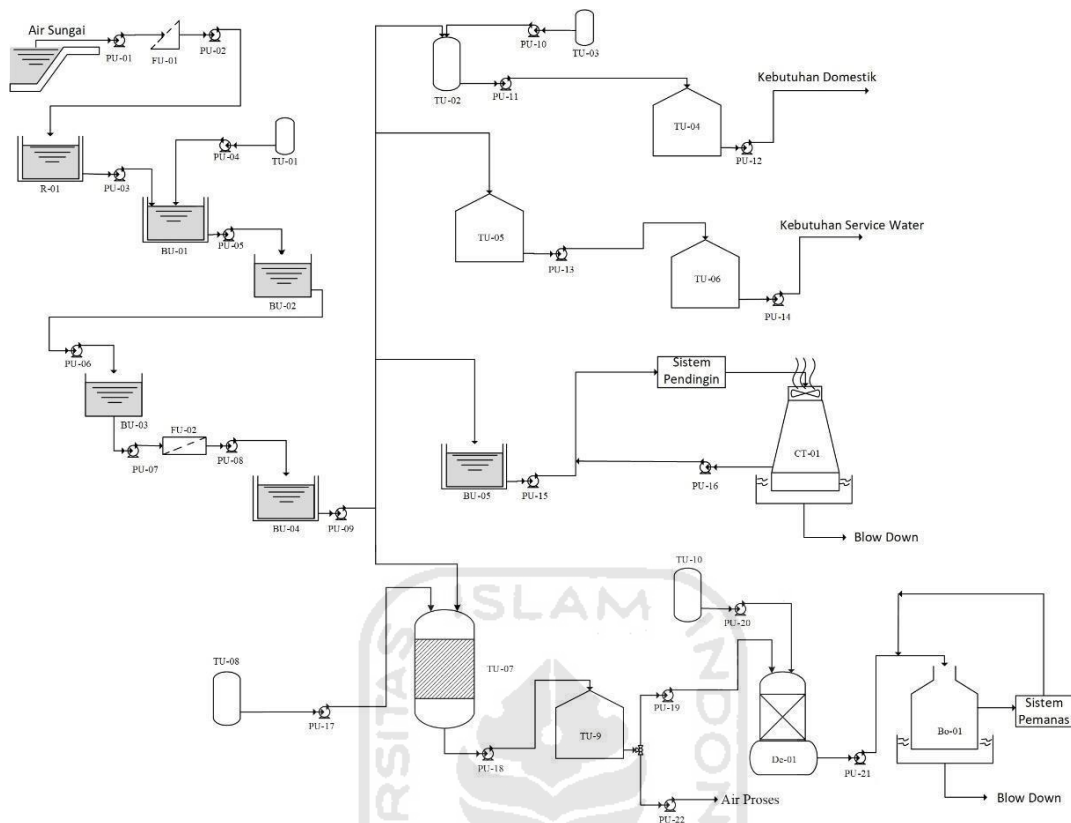 Air Sungai
PU-01
FU-01
PU-02
R-01
PU-03
PU-04
TU-01
BU-01
PU-05
BU-02
PU-06
BU-03
PU-07
FU-02
PU-08
BU-04
PU-09
PU-10
TU-03
TU-02
PU-11
TU-04
Kebutuhan Domestik
PU-12
TU-05
PU-13
TU-06
Kebutuhan Service Water
PU-14
Sistem
Pendingin
BU-05
PU-15
PU-16
CT-01
Blow Down
TU-08
PU-17
TU-07
PU-18
TU-9
TU-10
PU-20
PU-19
De-01
PU-21
PU-22
Air Proses
Bo-01
Sistem
Pemanas
Blow Down
ISLAM
RSITAS
INDON